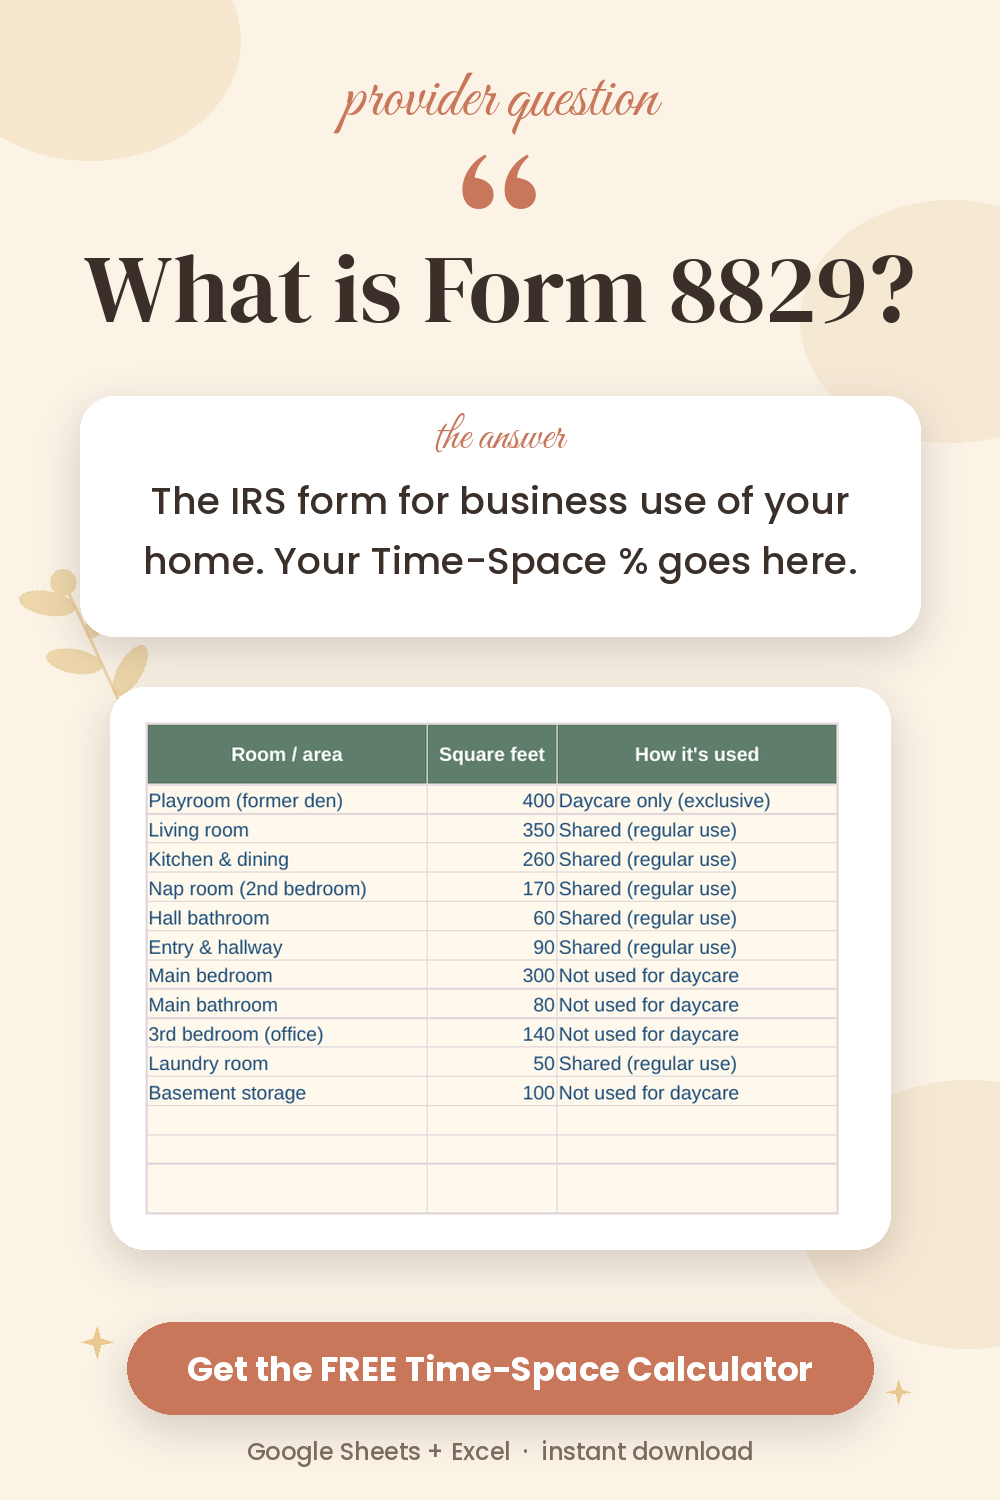 provider question
“
What is Form 8829?
the answer
The IRS form for business use of your
home. Your Time-Space % goes here.
Room / area Square feet How it's used
Playroom (former den) 400 Daycare only (exclusive)
Living room 350 Shared (regular use)
Kitchen & dining 260 Shared (regular use)
Nap room (2nd bedroom) 170 Shared (regular use)
Hall bathroom 60 Shared (regular use)
Entry & hallway 90 Shared (regular use)
Main bedroom 300 Not used for daycare
Main bathroom 80 Not used for daycare
3rd bedroom (office) 140 Not used for daycare
Laundry room 50 Shared (regular use)
Basement storage 100 Not used for daycare
Get the FREE Time-Space Calculator
Google Sheets + Excel · instant download